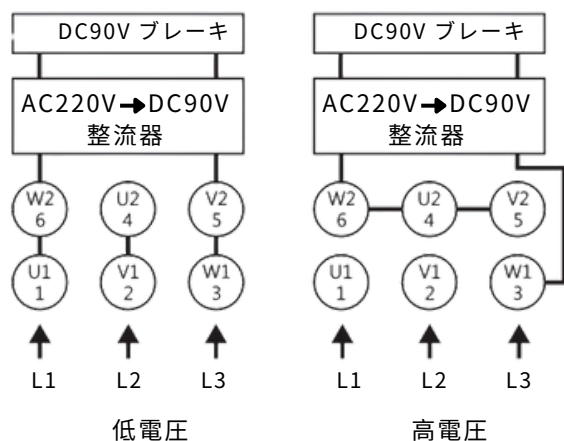 DC90V ブレーキ
AC220V→DC90V
整流器
W2 6
U2 4
V2 5
U1 1
V1 2
W1 3
L1
L2
L3
低電圧
DC90V ブレーキ
AC220V→DC90V
整流器
W2 6
U2 4
V2 5
U1 1
V1 2
W1 3
L1
L2
L3
高電圧